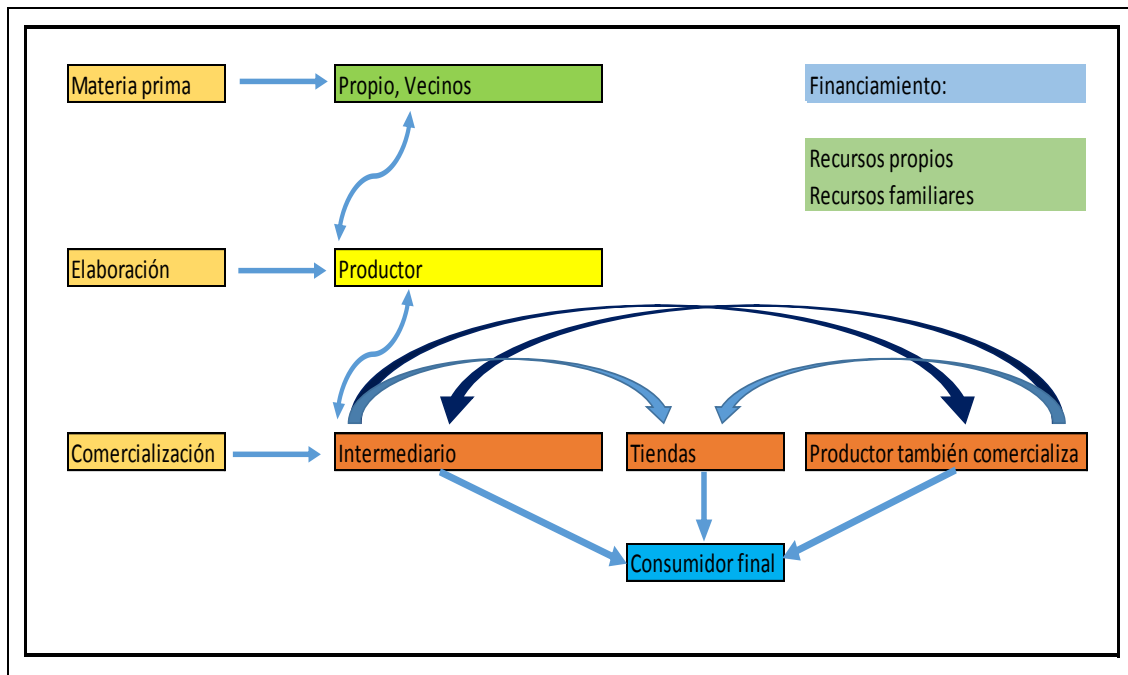 Materia prima
Propio, Vecinos
Financiamiento:
Recursos propios
Recursos familiares
Elaboración
Productor
Comercialización
Intermediario
Tiendas
Productor también comercializa
Consumidor final